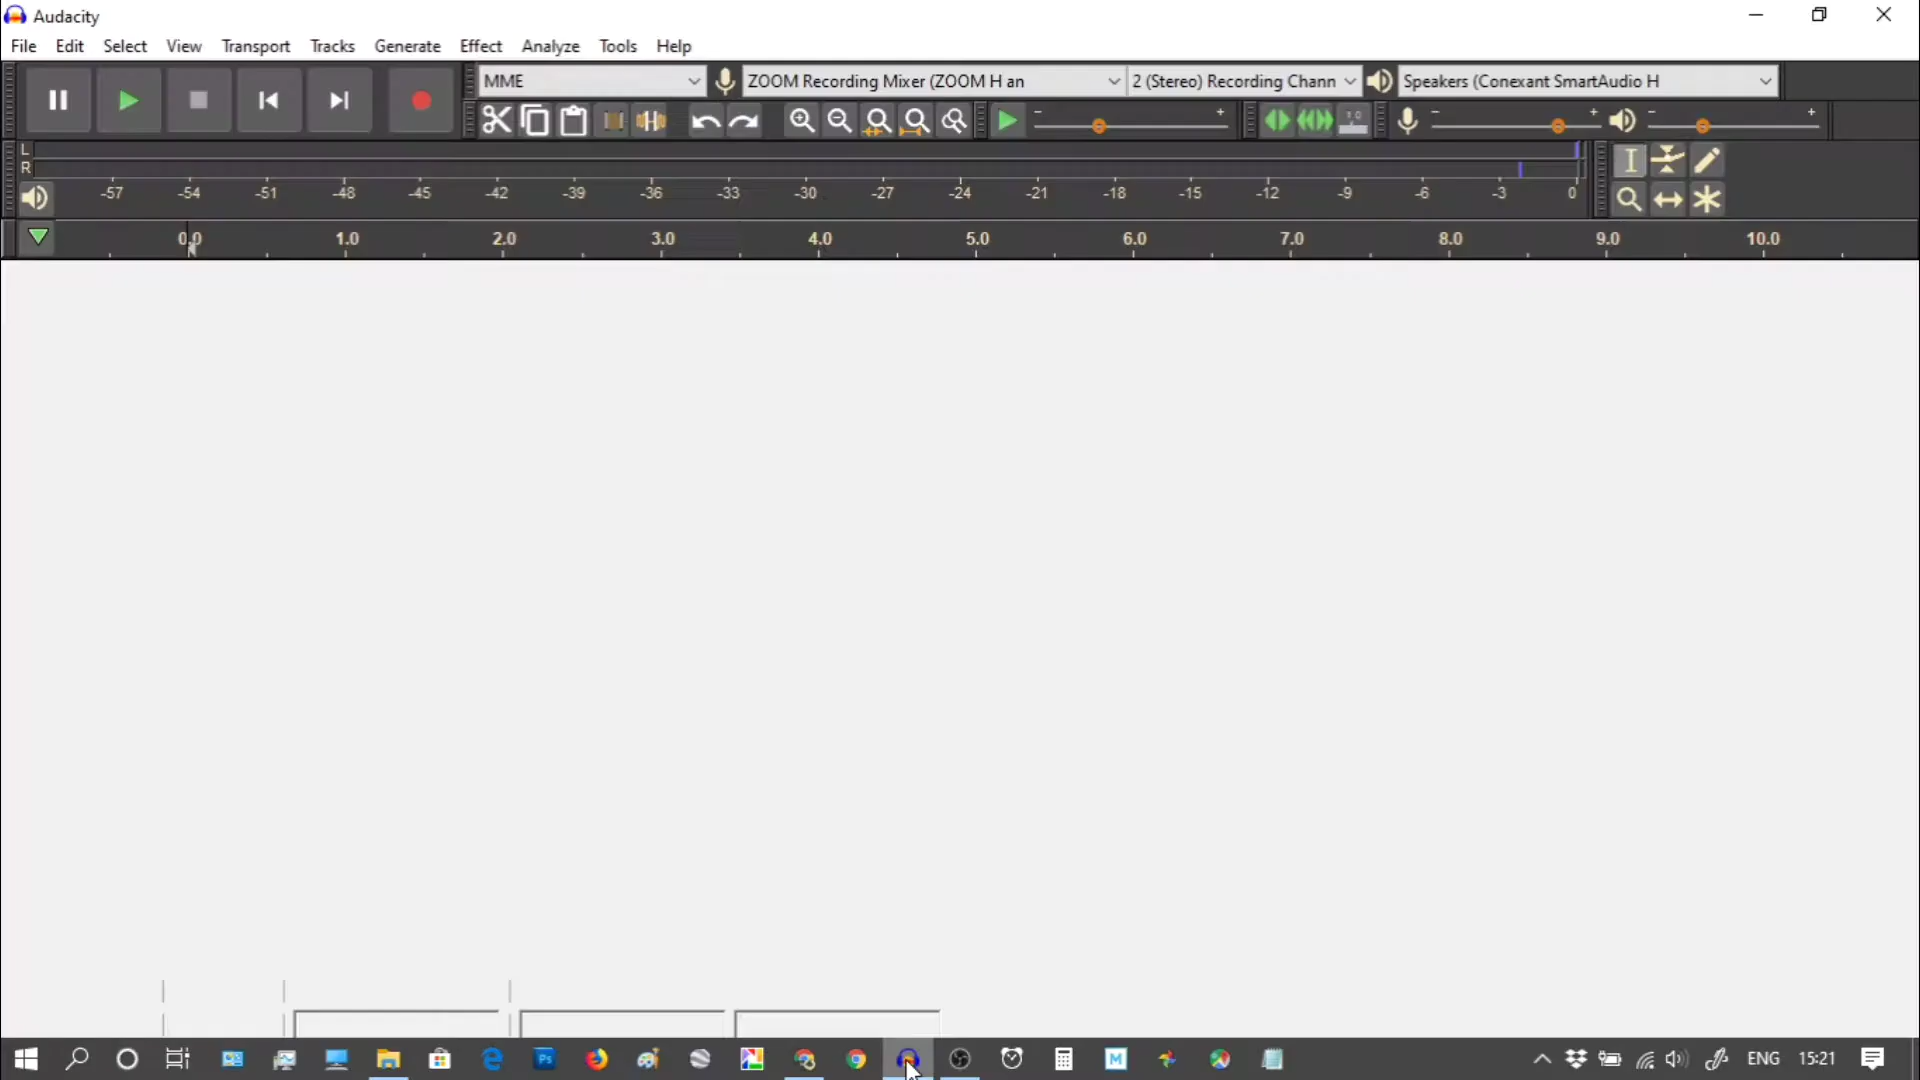 Audacity
File Edit Select View Transport Tracks Generate Effect Analyze Tools Help
MME ZOOM Recording Mixer (ZOOM H an 2 (Stereo) Recording Chann Speakers (Conexant SmartAudio H
- + - + - +
L
R
-57 -54 -51 -48 -45 -42 -39 -36 -33 -30 -27 -24 -21 -18 -15 -12 -9 -6 -3 0
0.0 1.0 2.0 3.0 4.0 5.0 6.0 7.0 8.0 9.0 10.0
Ps M ENG 15:21